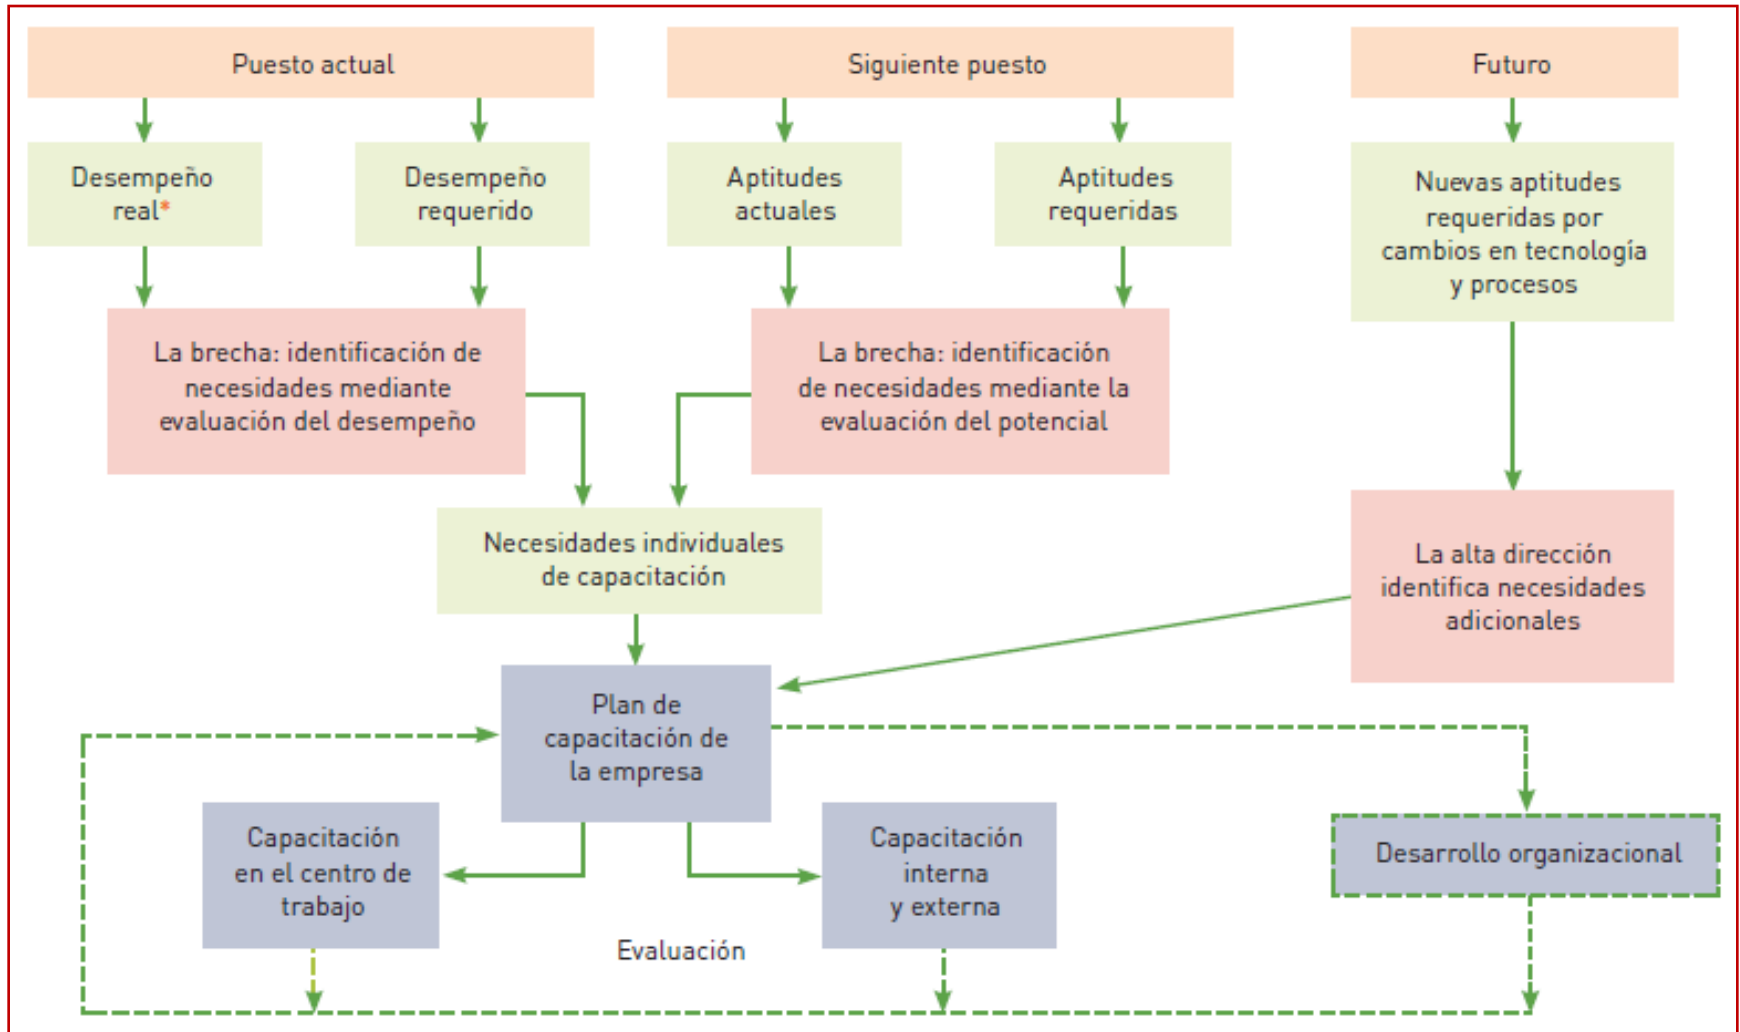 Puesto actual
Siguiente puesto
Futuro
Desempeño
real*
Desempeño
requerido
Aptitudes
actuales
Aptitudes
requeridas
Nuevas aptitudes
requeridas por
cambios en tecnología
y procesos
La brecha: identificación de
necesidades mediante
evaluación del desempeño
La brecha: identificación
de necesidades mediante la
evaluación del potencial
Necesidades individuales
de capacitación
La alta dirección
identifica necesidades
adicionales
Plan de
capacitación de
la empresa
Capacitación
en el centro de
trabajo
Capacitación
interna
y externa
Desarrollo organizacional
Evaluación